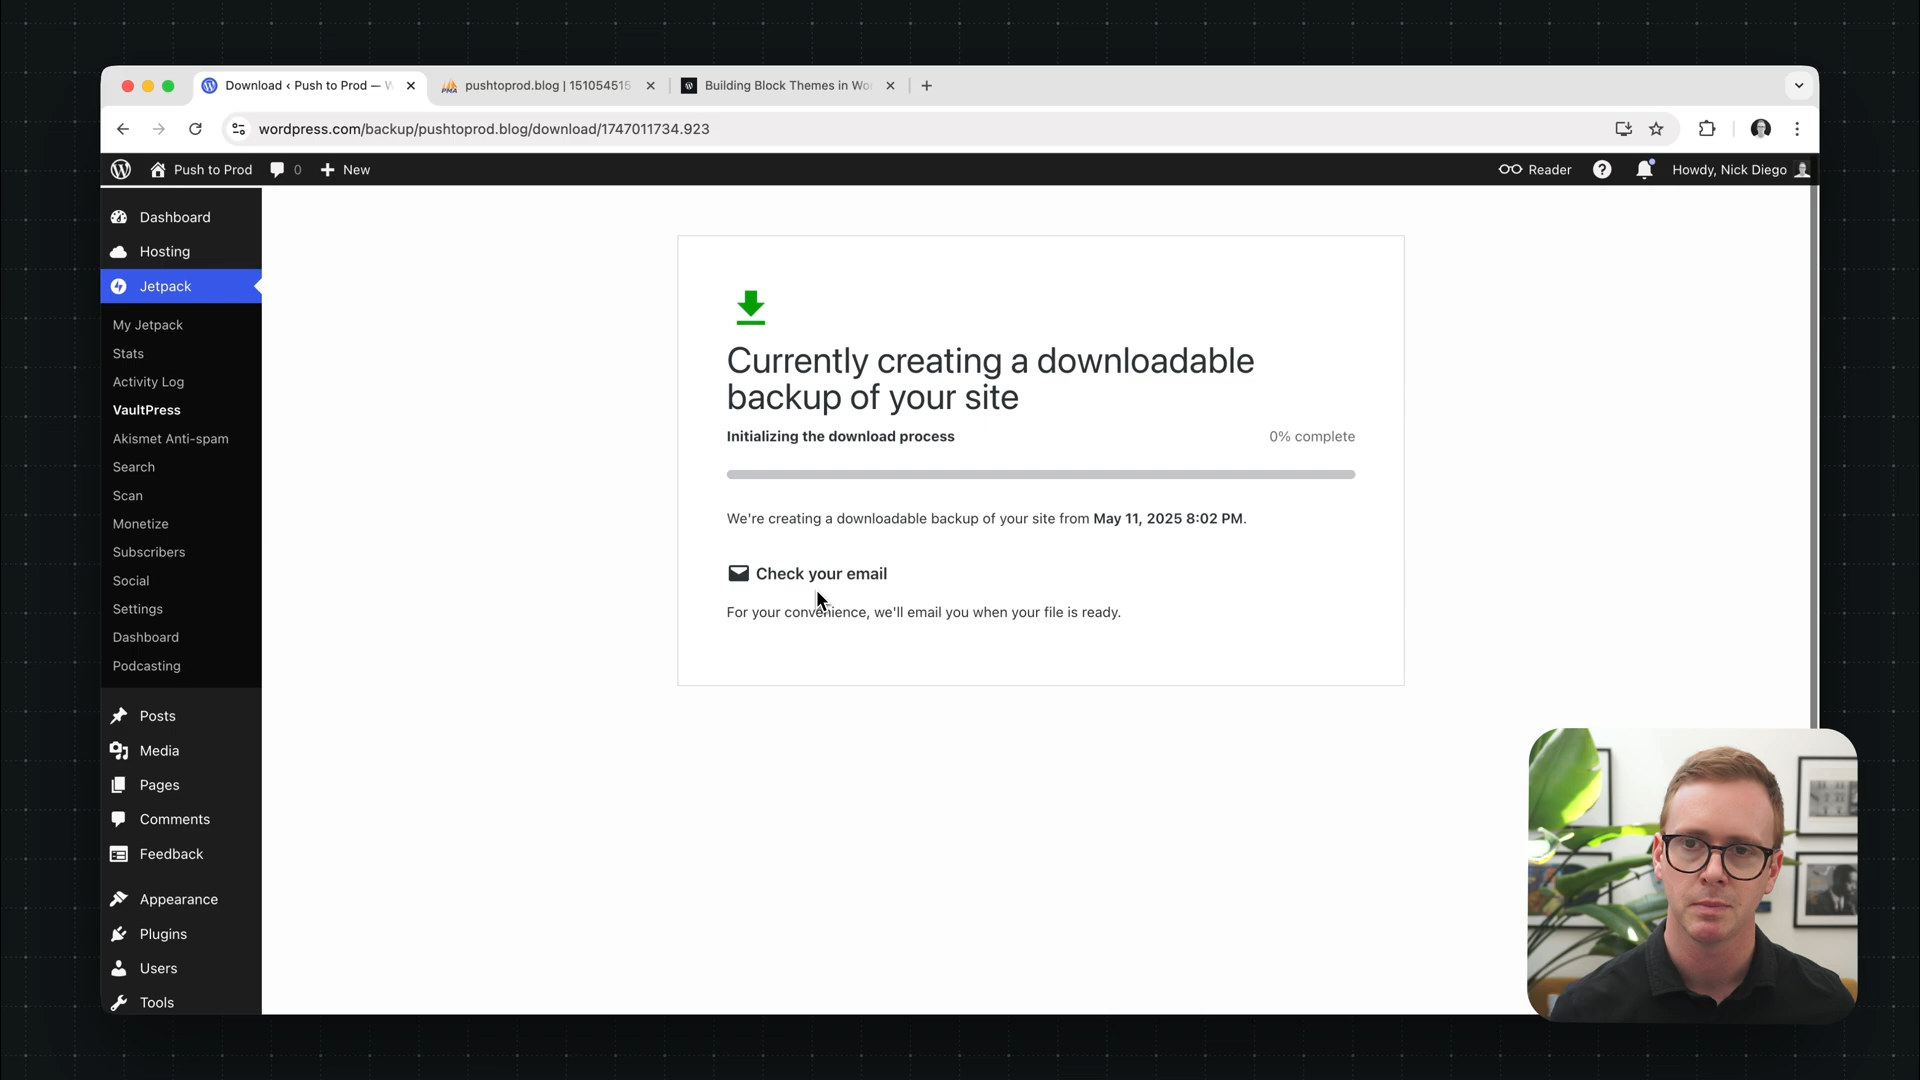 Download ‹ Push to Prod — W
pushtoprod.blog | 151054515
Building Block Themes in Wor
wordpress.com/backup/pushtoprod.blog/download/1747011734.923
Push to Prod
0
New
Reader
Howdy, Nick Diego
Dashboard
Hosting
Jetpack
My Jetpack
Stats
Activity Log
VaultPress
Akismet Anti-spam
Search
Scan
Monetize
Subscribers
Social
Settings
Dashboard
Podcasting
Posts
Media
Pages
Comments
Feedback
Appearance
Plugins
Users
Tools
Currently creating a downloadable
backup of your site
Initializing the download process
0% complete
We're creating a downloadable backup of your site from May 11, 2025 8:02 PM.
Check your email
For your convenience, we'll email you when your file is ready.